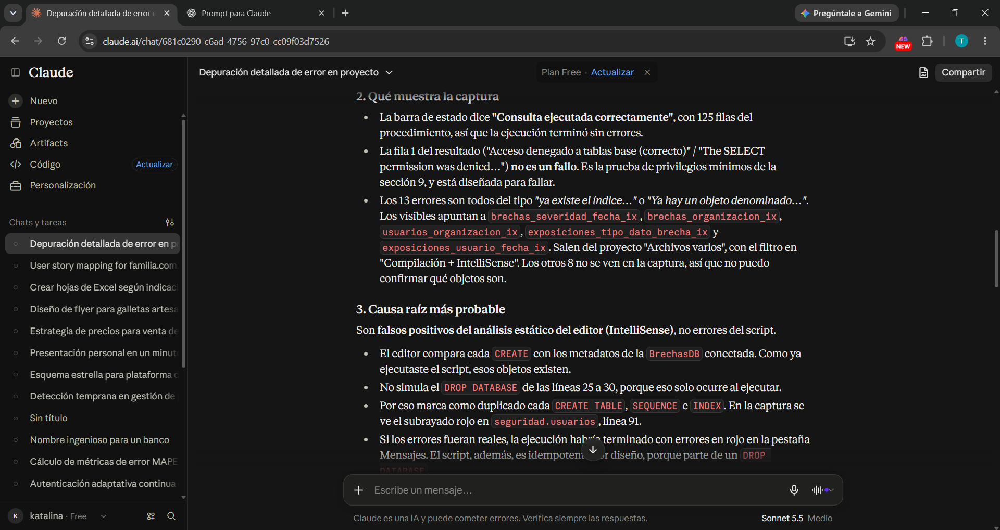 Depuración detallada de error e
Prompt para Claude
Pregúntale a Gemini
claude.ai/chat/681c0290-c6ad-4756-97c0-cc09f03d7526
NEW
T
Claude
Depuración detallada de error en proyecto
Plan Free · Actualizar
Compartir
Nuevo
Proyectos
Artifacts
Código
Actualizar
Personalización
Chats y tareas
Depuración detallada de error en p
User story mapping for familia.com
Crear hojas de Excel según indicac
Diseño de flyer para galletas artesa
Estrategia de precios para venta de
Presentación personal en un minut
Esquema estrella para plataforma d
Detección temprana en gestión de
Sin título
Nombre ingenioso para un banco
Cálculo de métricas de error MAPE
Autenticación adaptativa continua
K
katalina · Free
2. Qué muestra la captura
La barra de estado dice "Consulta ejecutada correctamente", con 125 filas del
procedimiento, así que la ejecución terminó sin errores.
La fila 1 del resultado ("Acceso denegado a tablas base (correcto)" / "The SELECT
permission was denied…") no es un fallo. Es la prueba de privilegios mínimos de la
sección 9, y está diseñada para fallar.
Los 13 errores son todos del tipo "ya existe el índice…" o "Ya hay un objeto denominado…".
Los visibles apuntan a brechas_severidad_fecha_ix, brechas_organizacion_ix,
usuarios_organizacion_ix, exposiciones_tipo_dato_brecha_ix y
exposiciones_usuario_fecha_ix. Salen del proyecto "Archivos varios", con el filtro en
"Compilación + IntelliSense". Los otros 8 no se ven en la captura, así que no puedo
confirmar qué objetos son.
3. Causa raíz más probable
Son falsos positivos del análisis estático del editor (IntelliSense), no errores del script.
El editor compara cada CREATE con los metadatos de la BrechasDB conectada. Como ya
ejecutaste el script, esos objetos existen.
No simula el DROP DATABASE de las líneas 25 a 30, porque eso solo ocurre al ejecutar.
Por eso marca como duplicado cada CREATE TABLE, SEQUENCE e INDEX. En la captura se
ve el subrayado rojo en seguridad.usuarios, línea 91.
Si los errores fueran reales, la ejecución habría terminado con errores en rojo en la pestaña
Mensajes. El script, además, es idempotent r diseño, porque parte de un DROP
DATABASE
Escribe un mensaje…
Claude es una IA y puede cometer errores. Verifica siempre las respuestas.
Sonnet 5.5 Medio